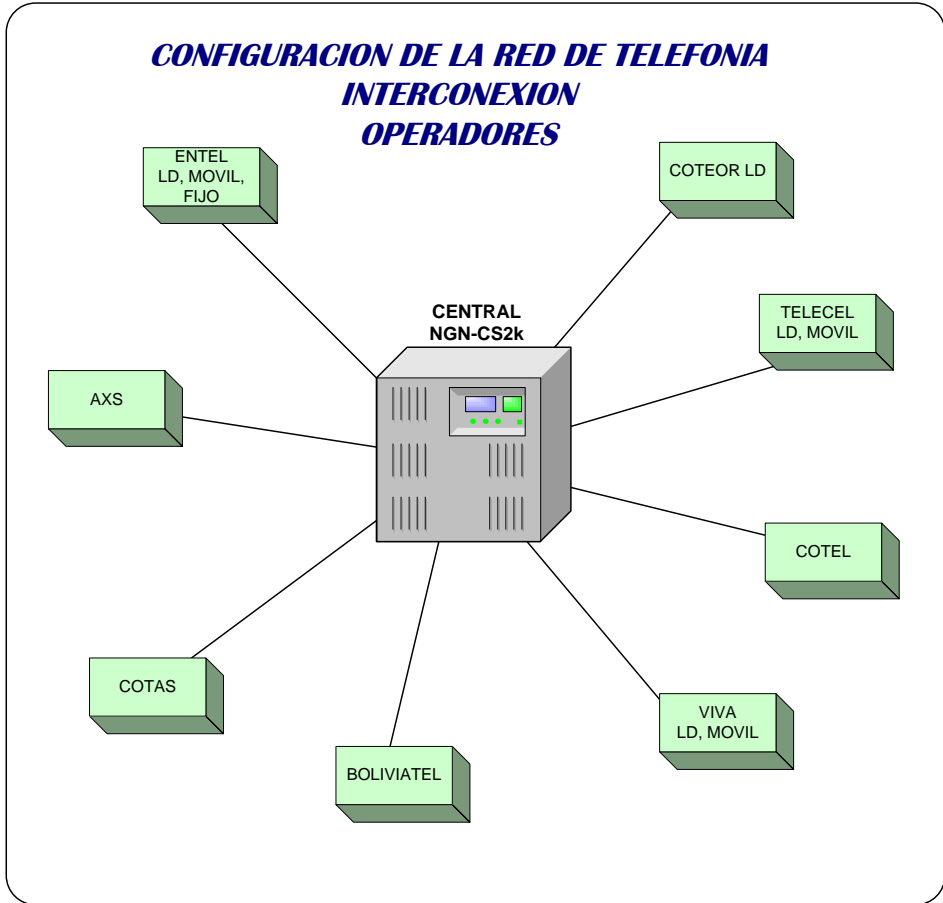 CONFIGURACION DE LA RED DE TELEFONIA
INTERCONEXION
OPERADORES
ENTEL
LD, MOVIL,
FIJO
COTEOR LD
CENTRAL
NGN-CS2k
TELECEL
LD, MOVIL
AXS
COTEL
COTAS
VIVA
LD, MOVIL
BOLIVIATEL